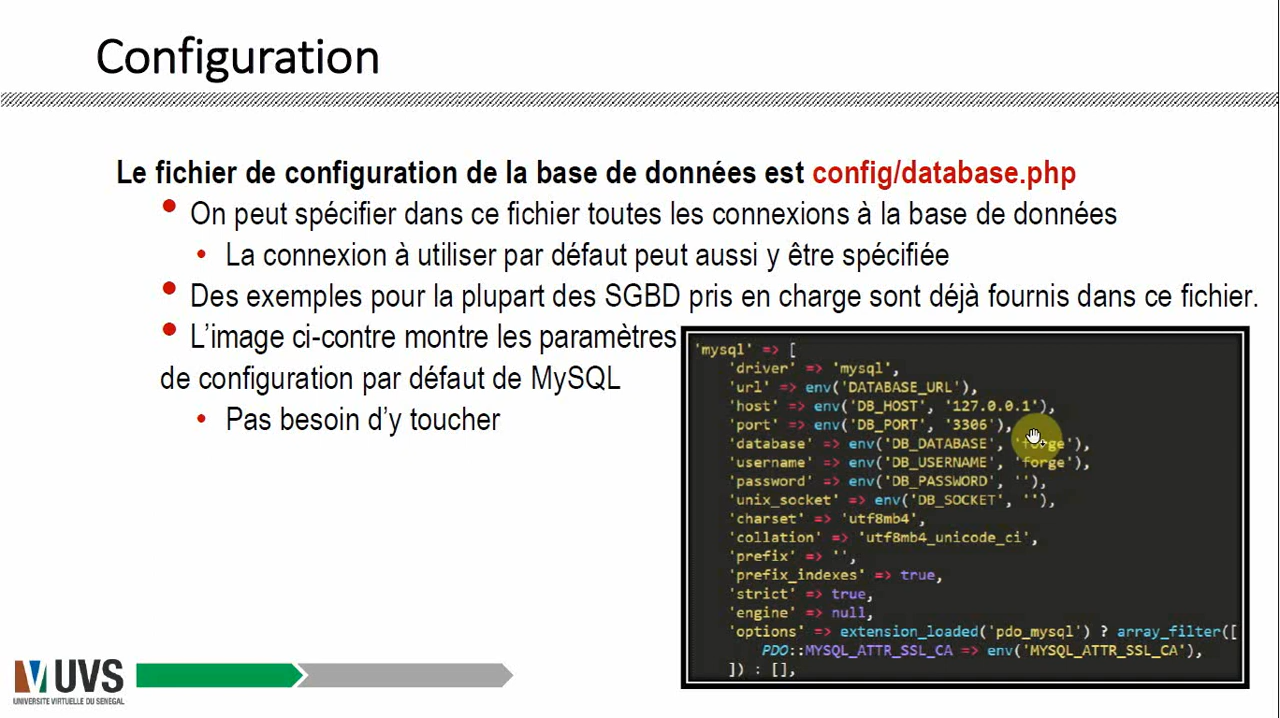 Configuration
Le fichier de configuration de la base de données est config/database.php
• On peut spécifier dans ce fichier toutes les connexions à la base de données
• La connexion à utiliser par défaut peut aussi y être spécifiée
• Des exemples pour la plupart des SGBD pris en charge sont déjà fournis dans ce fichier.
• L'image ci-contre montre les paramètres
de configuration par défaut de MySQL
• Pas besoin d'y toucher
'mysql' => [
'driver' => 'mysql',
'url' => env('DATABASE_URL'),
'host' => env('DB_HOST', '127.0.0.1'),
'port' => env('DB_PORT', '3306'),
'database' => env('DB_DATABASE', 'forge'),
'username' => env('DB_USERNAME', 'forge'),
'password' => env('DB_PASSWORD', ''),
'unix_socket' => env('DB_SOCKET', ''),
'charset' => 'utf8mb4',
'collation' => 'utf8mb4_unicode_ci',
'prefix' => '',
'prefix_indexes' => true,
'strict' => true,
'engine' => null,
'options' => extension_loaded('pdo_mysql') ? array_filter([
PDO::MYSQL_ATTR_SSL_CA => env('MYSQL_ATTR_SSL_CA'),
]) : [],
UVS
UNIVERSITE VIRTUELLE DU SENEGAL